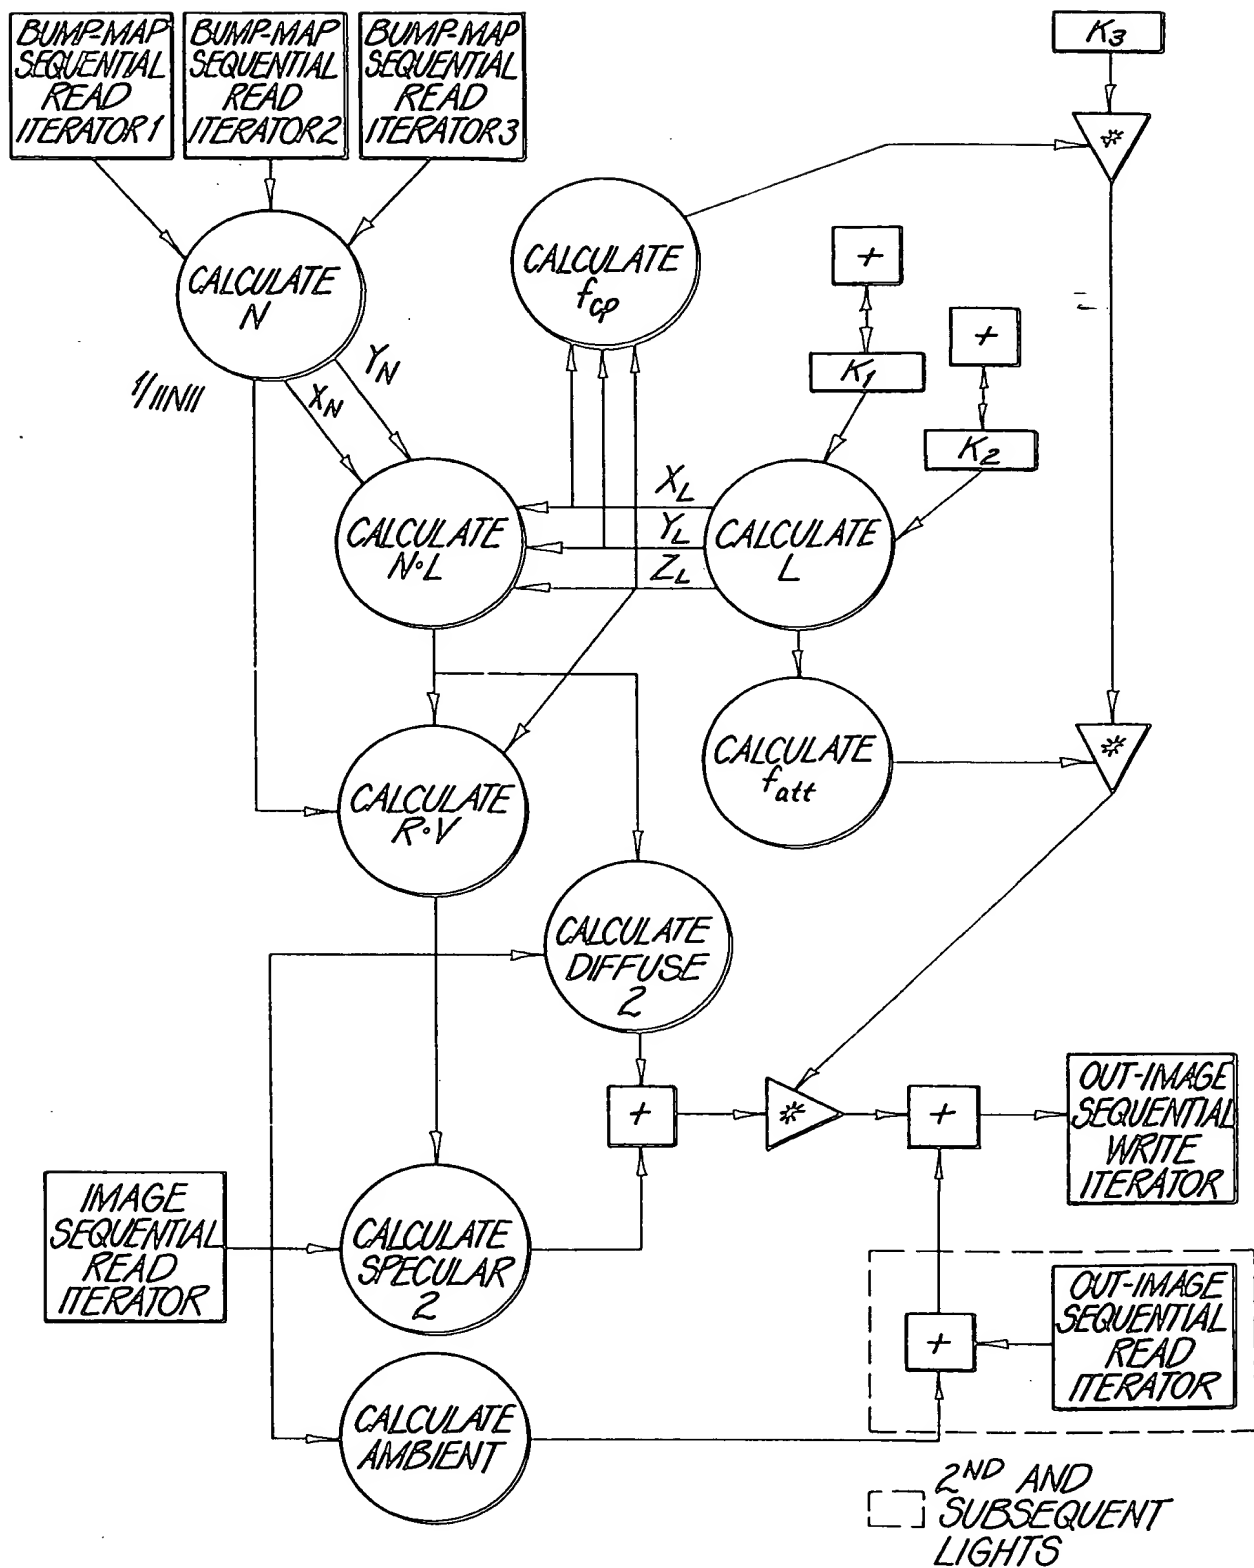 BUMP-MAP
SEQUENTIAL
READ
ITERATOR 1
BUMP-MAP
SEQUENTIAL
READ
ITERATOR 2
BUMP-MAP
SEQUENTIAL
READ
ITERATOR 3
K3
*
CALCULATE
N
CALCULATE
fcp
+
+
K1
K2
1/||N||
XN
YN
CALCULATE
N•L
XL
YL
ZL
CALCULATE
L
CALCULATE
R•V
CALCULATE
fatt
*
CALCULATE
DIFFUSE
2
+
*
+
OUT-IMAGE
SEQUENTIAL
WRITE
ITERATOR
IMAGE
SEQUENTIAL
READ
ITERATOR
CALCULATE
SPECULAR
2
+
OUT-IMAGE
SEQUENTIAL
READ
ITERATOR
CALCULATE
AMBIENT
2ND AND
SUBSEQUENT
LIGHTS